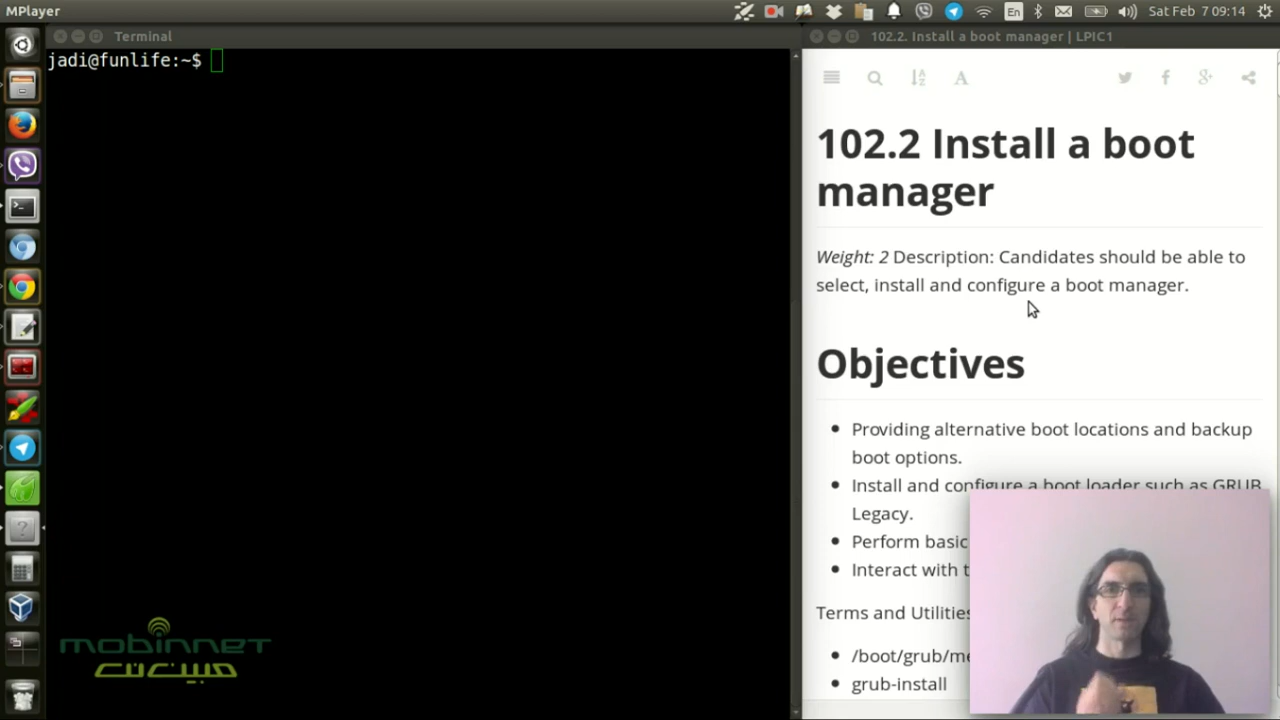 MPlayer
En
Sat Feb 7 09:14
Terminal
102.2. Install a boot manager | LPIC1
jadi@funlife:~$
102.2 Install a boot
manager
Weight: 2 Description: Candidates should be able to
select, install and configure a boot manager.
Objectives
Providing alternative boot locations and backup
boot options.
Install and configure a boot loader such as GRUB
Legacy.
Perform basic
Interact with t
Terms and Utilities
/boot/grub/me
grub-install
mobinnet
مبین نت